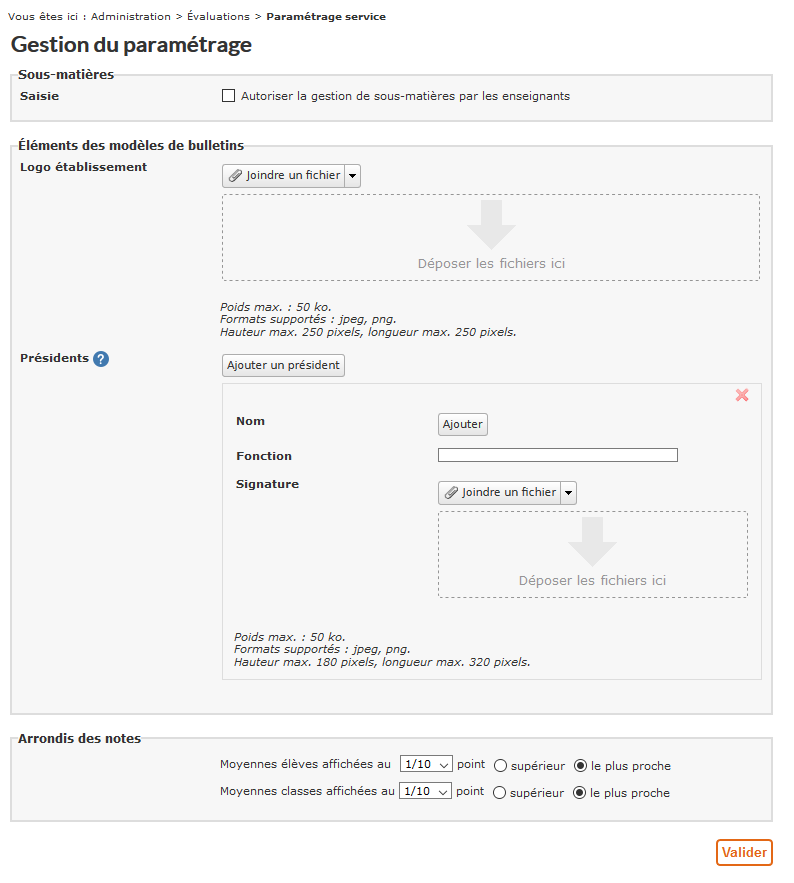 Vous êtes ici : Administration > Évaluations > Paramétrage service
Gestion du paramétrage
Sous-matières
Saisie
Autoriser la gestion de sous-matières par les enseignants
Éléments des modèles de bulletins
Logo établissement
Joindre un fichier
Déposer les fichiers ici
Poids max. : 50 ko.
Formats supportés : jpeg, png.
Hauteur max. 250 pixels, longueur max. 250 pixels.
Présidents ?
Ajouter un président
Nom
Ajouter
Fonction
Signature
Joindre un fichier
Déposer les fichiers ici
Poids max. : 50 ko.
Formats supportés : jpeg, png.
Hauteur max. 180 pixels, longueur max. 320 pixels.
Arrondis des notes
Moyennes élèves affichées au 1/10 point supérieur le plus proche
Moyennes classes affichées au 1/10 point supérieur le plus proche
Valider